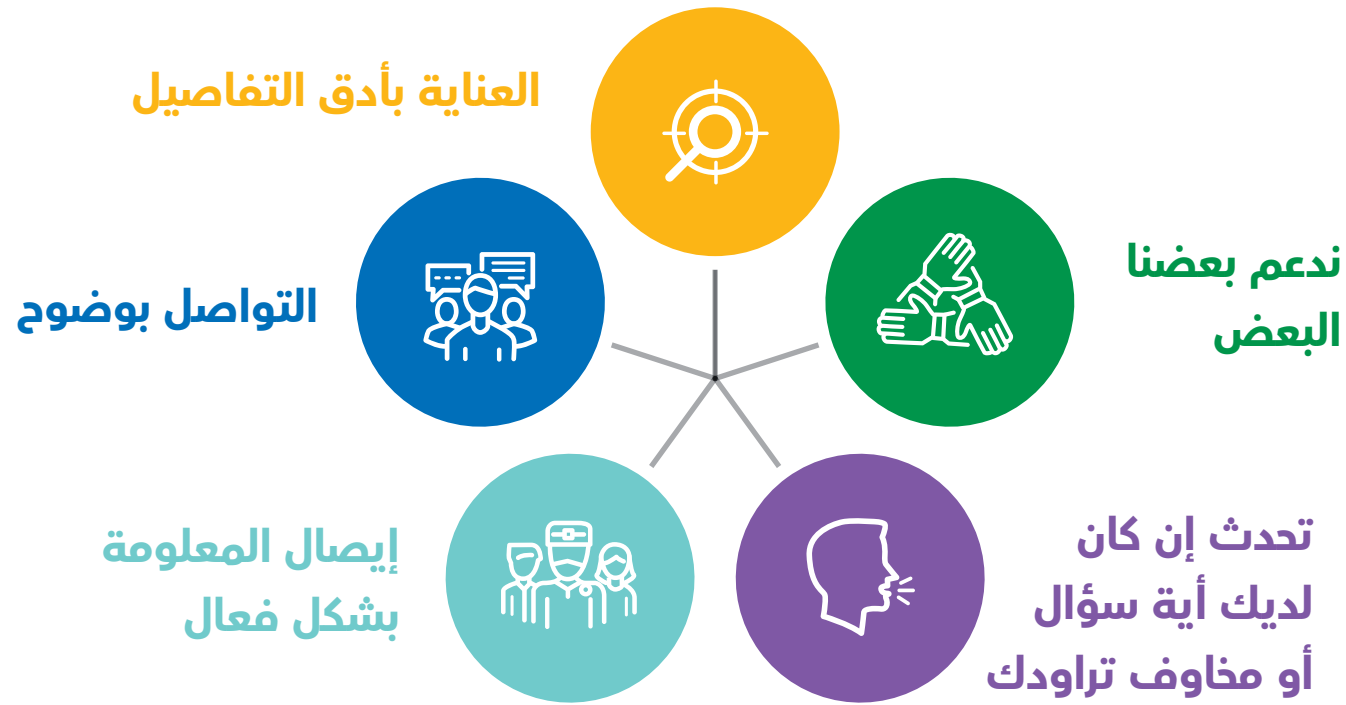 العناية بأدق التفاصيل
ندعم بعضنا
البعض
التواصل بوضوح
تحدث إن كان
لديك أية سؤال
أو مخاوف تراودك
إيصال المعلومة
بشكل فعال